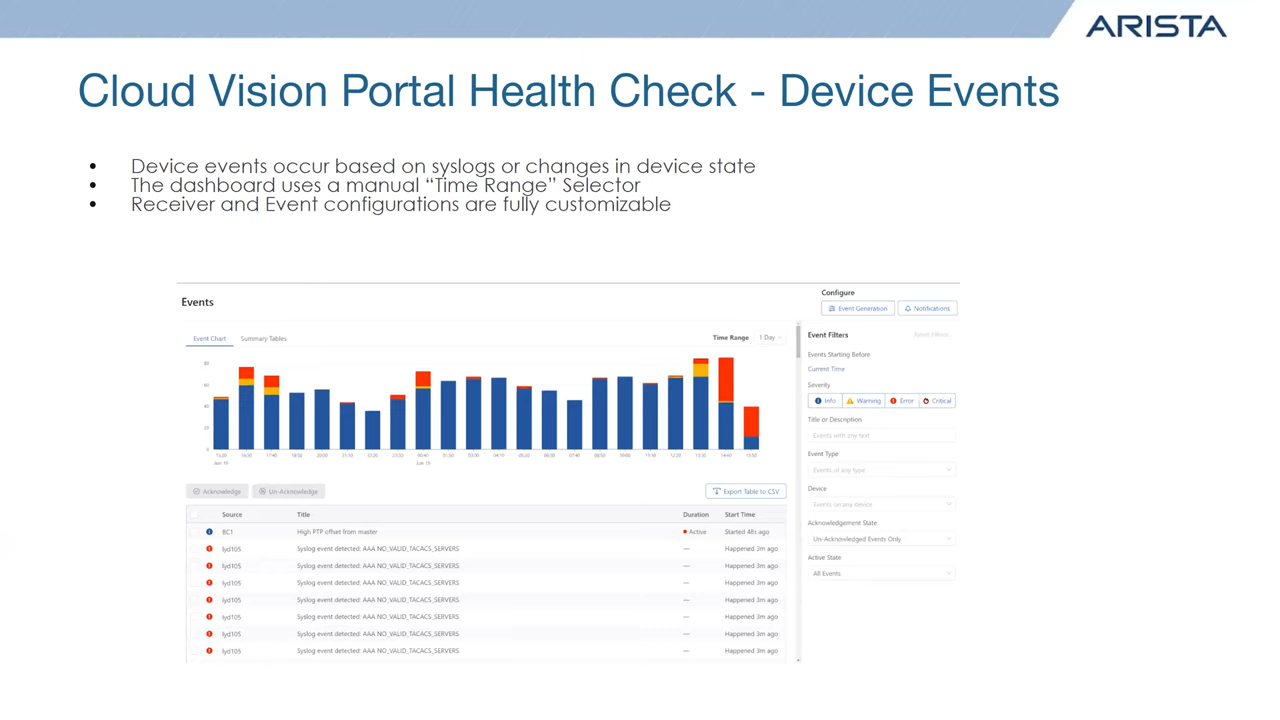 ARISTA
Cloud Vision Portal Health Check - Device Events
• Device events occur based on syslogs or changes in device state
• The dashboard uses a manual “Time Range” Selector
• Receiver and Event configurations are fully customizable
Events
Configure
Event Generation
Notifications
Event Chart
Summary Tables
Time Range
1 Day
Event Filters
Events Starting Before
Current Time
Severity
Info
Warning
Error
Critical
Title or Description
Events with any text
Event Type
Events of any type
Device
Events on any device
Acknowledgement State
Un-Acknowledged Events Only
Active State
All Events
80
60
40
20
0
Jun 19
Jun 19
Acknowledge
Un-Acknowledge
Export Table to CSV
Source Title Duration Start Time
BC1 High PTP offset from master Active Started 48s ago
lyd105 Syslog event detected: AAA NO_VALID_TACACS_SERVERS — Happened 3m ago
lyd105 Syslog event detected: AAA NO_VALID_TACACS_SERVERS — Happened 3m ago
lyd105 Syslog event detected: AAA NO_VALID_TACACS_SERVERS — Happened 3m ago
lyd105 Syslog event detected: AAA NO_VALID_TACACS_SERVERS — Happened 3m ago
lyd105 Syslog event detected: AAA NO_VALID_TACACS_SERVERS — Happened 3m ago
lyd105 Syslog event detected: AAA NO_VALID_TACACS_SERVERS — Happened 3m ago
lyd105 Syslog event detected: AAA NO_VALID_TACACS_SERVERS — Happened 3m ago